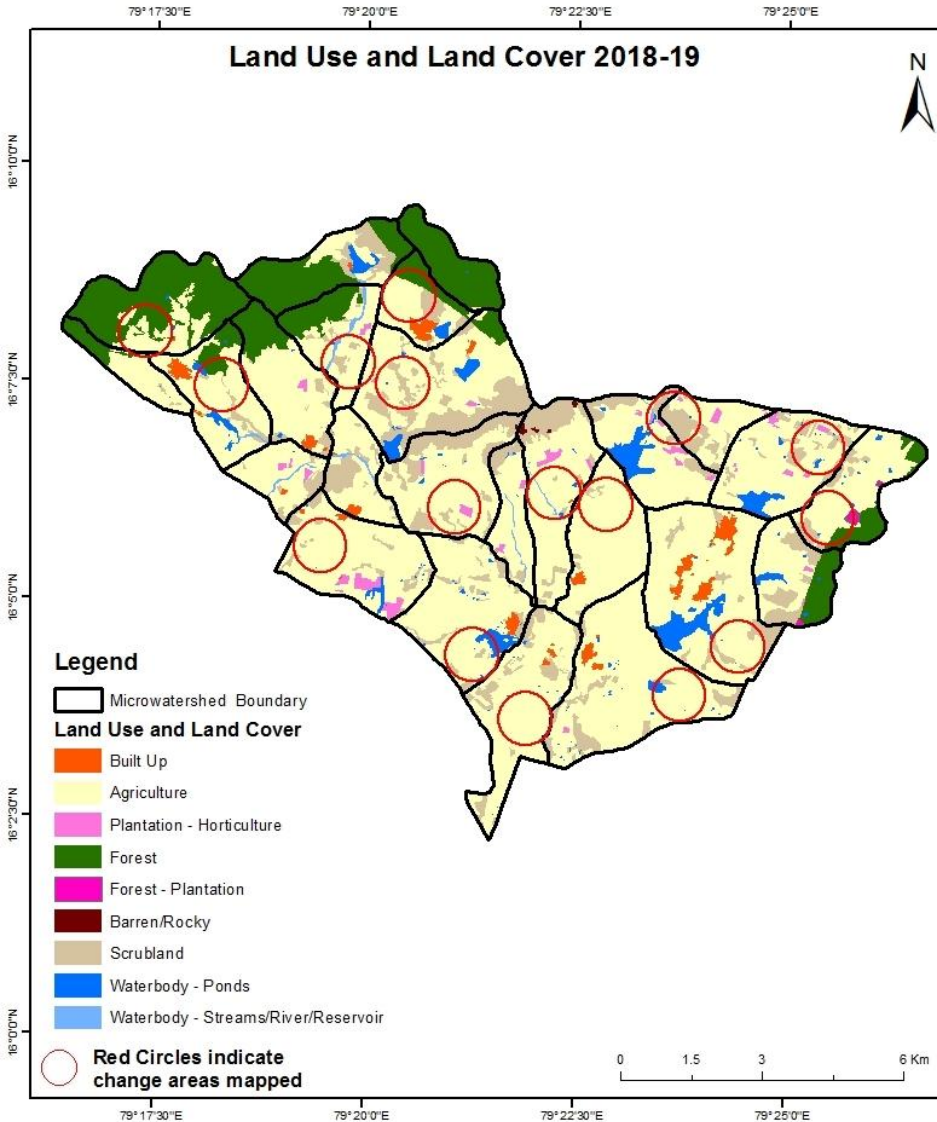 79°17'30"E 79°20'0"E 79°22'30"E 79°25'0"E
Land Use and Land Cover 2018-19
N
16°10'0"N
16°7'30"N
16°5'0"N
16°2'30"N
16°0'0"N
Legend
Microwatershed Boundary
Land Use and Land Cover
Built Up
Agriculture
Plantation - Horticulture
Forest
Forest - Plantation
Barren/Rocky
Scrubland
Waterbody - Ponds
Waterbody - Streams/River/Reservoir
Red Circles indicate
change areas mapped
0 1.5 3 6 Km
79°17'30"E 79°20'0"E 79°22'30"E 79°25'0"E